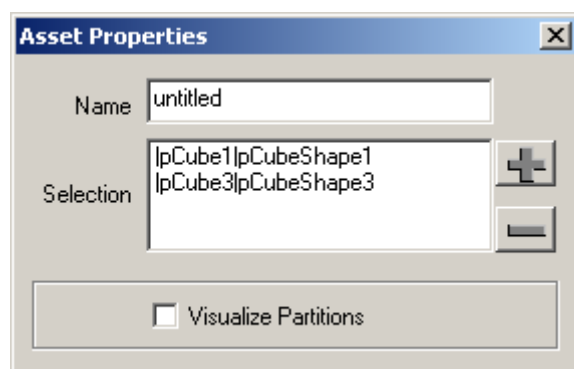 Asset Properties
Name untitled
|pCube1|pCubeShape1
|pCube3|pCubeShape3
Selection
Visualize Partitions